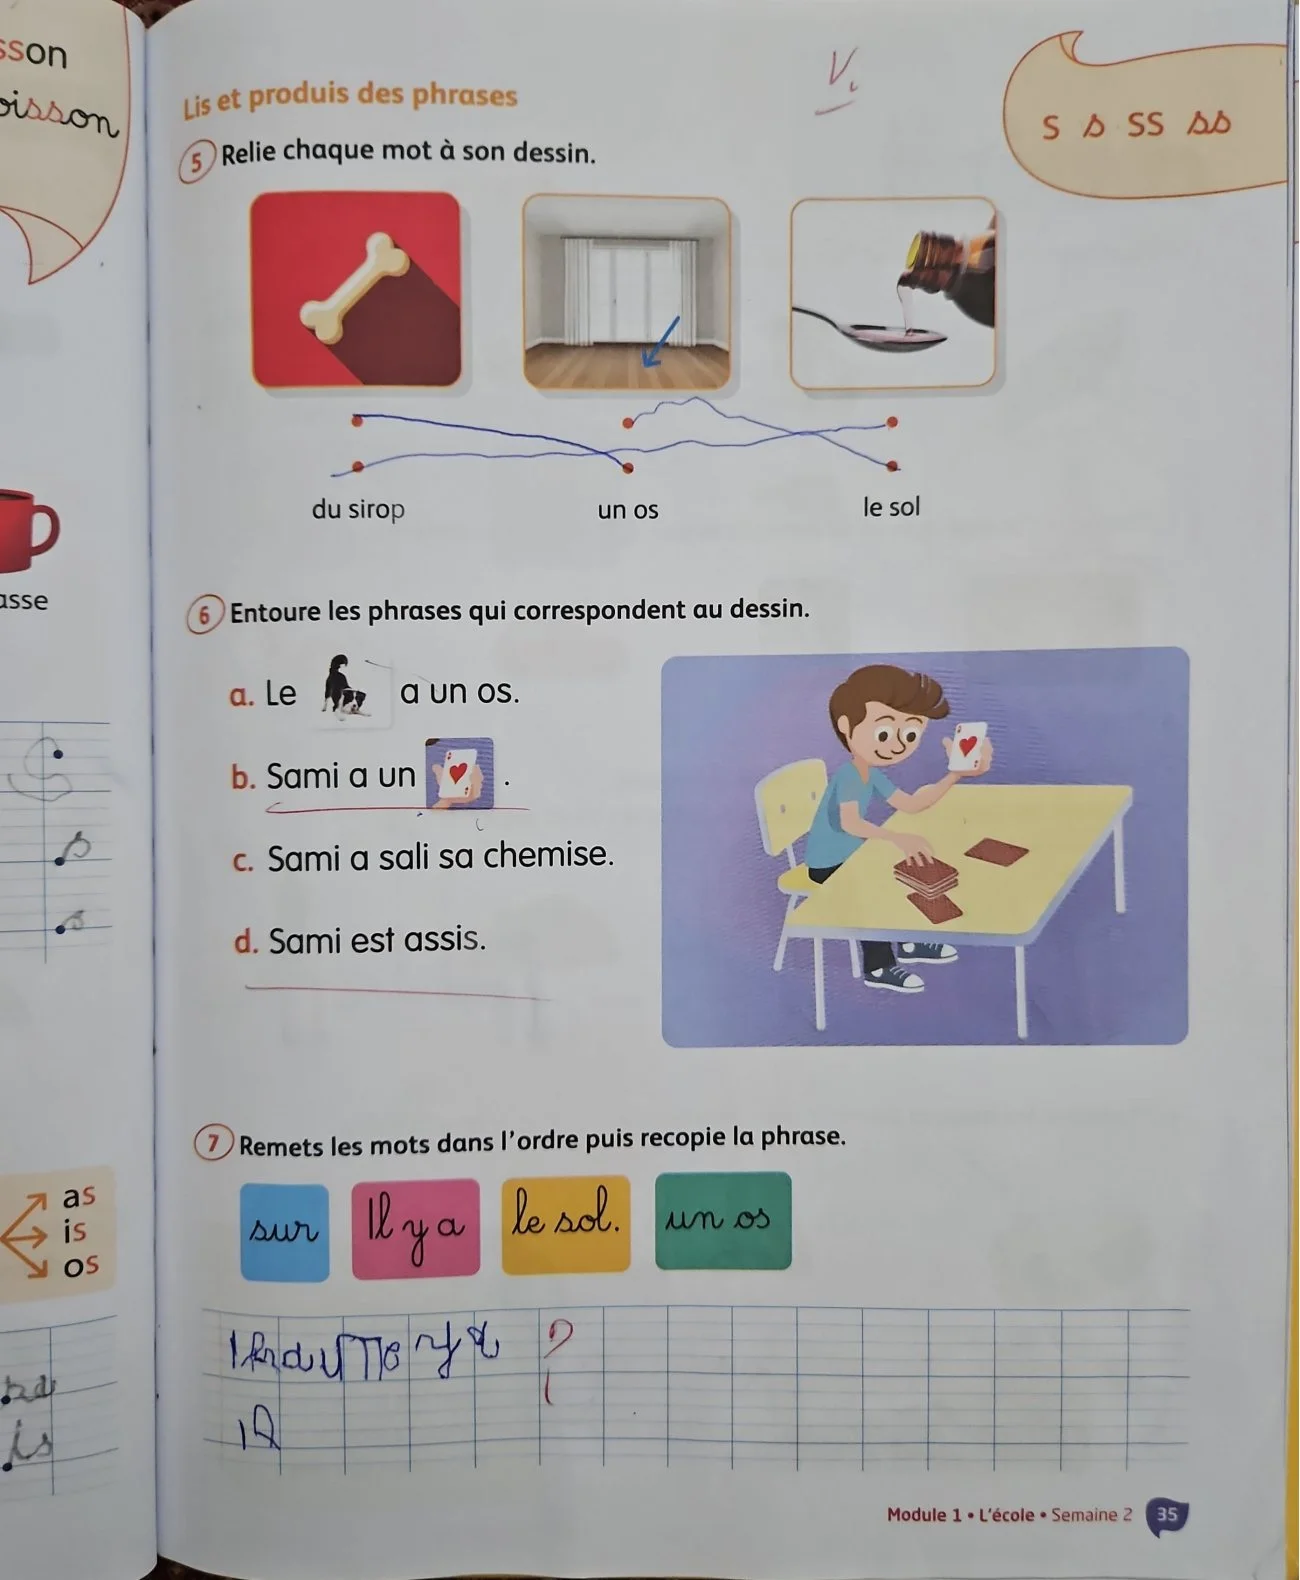 sson
oisson
asse
as
is
os
is
Lis et produis des phrases
V.
s s ss ss
5 Relie chaque mot à son dessin.
du sirop un os le sol
6 Entoure les phrases qui correspondent au dessin.
a. Le a un os.
b. Sami a un .
c. Sami a sali sa chemise.
d. Sami est assis.
7 Remets les mots dans l'ordre puis recopie la phrase.
sur Il y a le sol. un os
Module 1 • L'école • Semaine 2 35